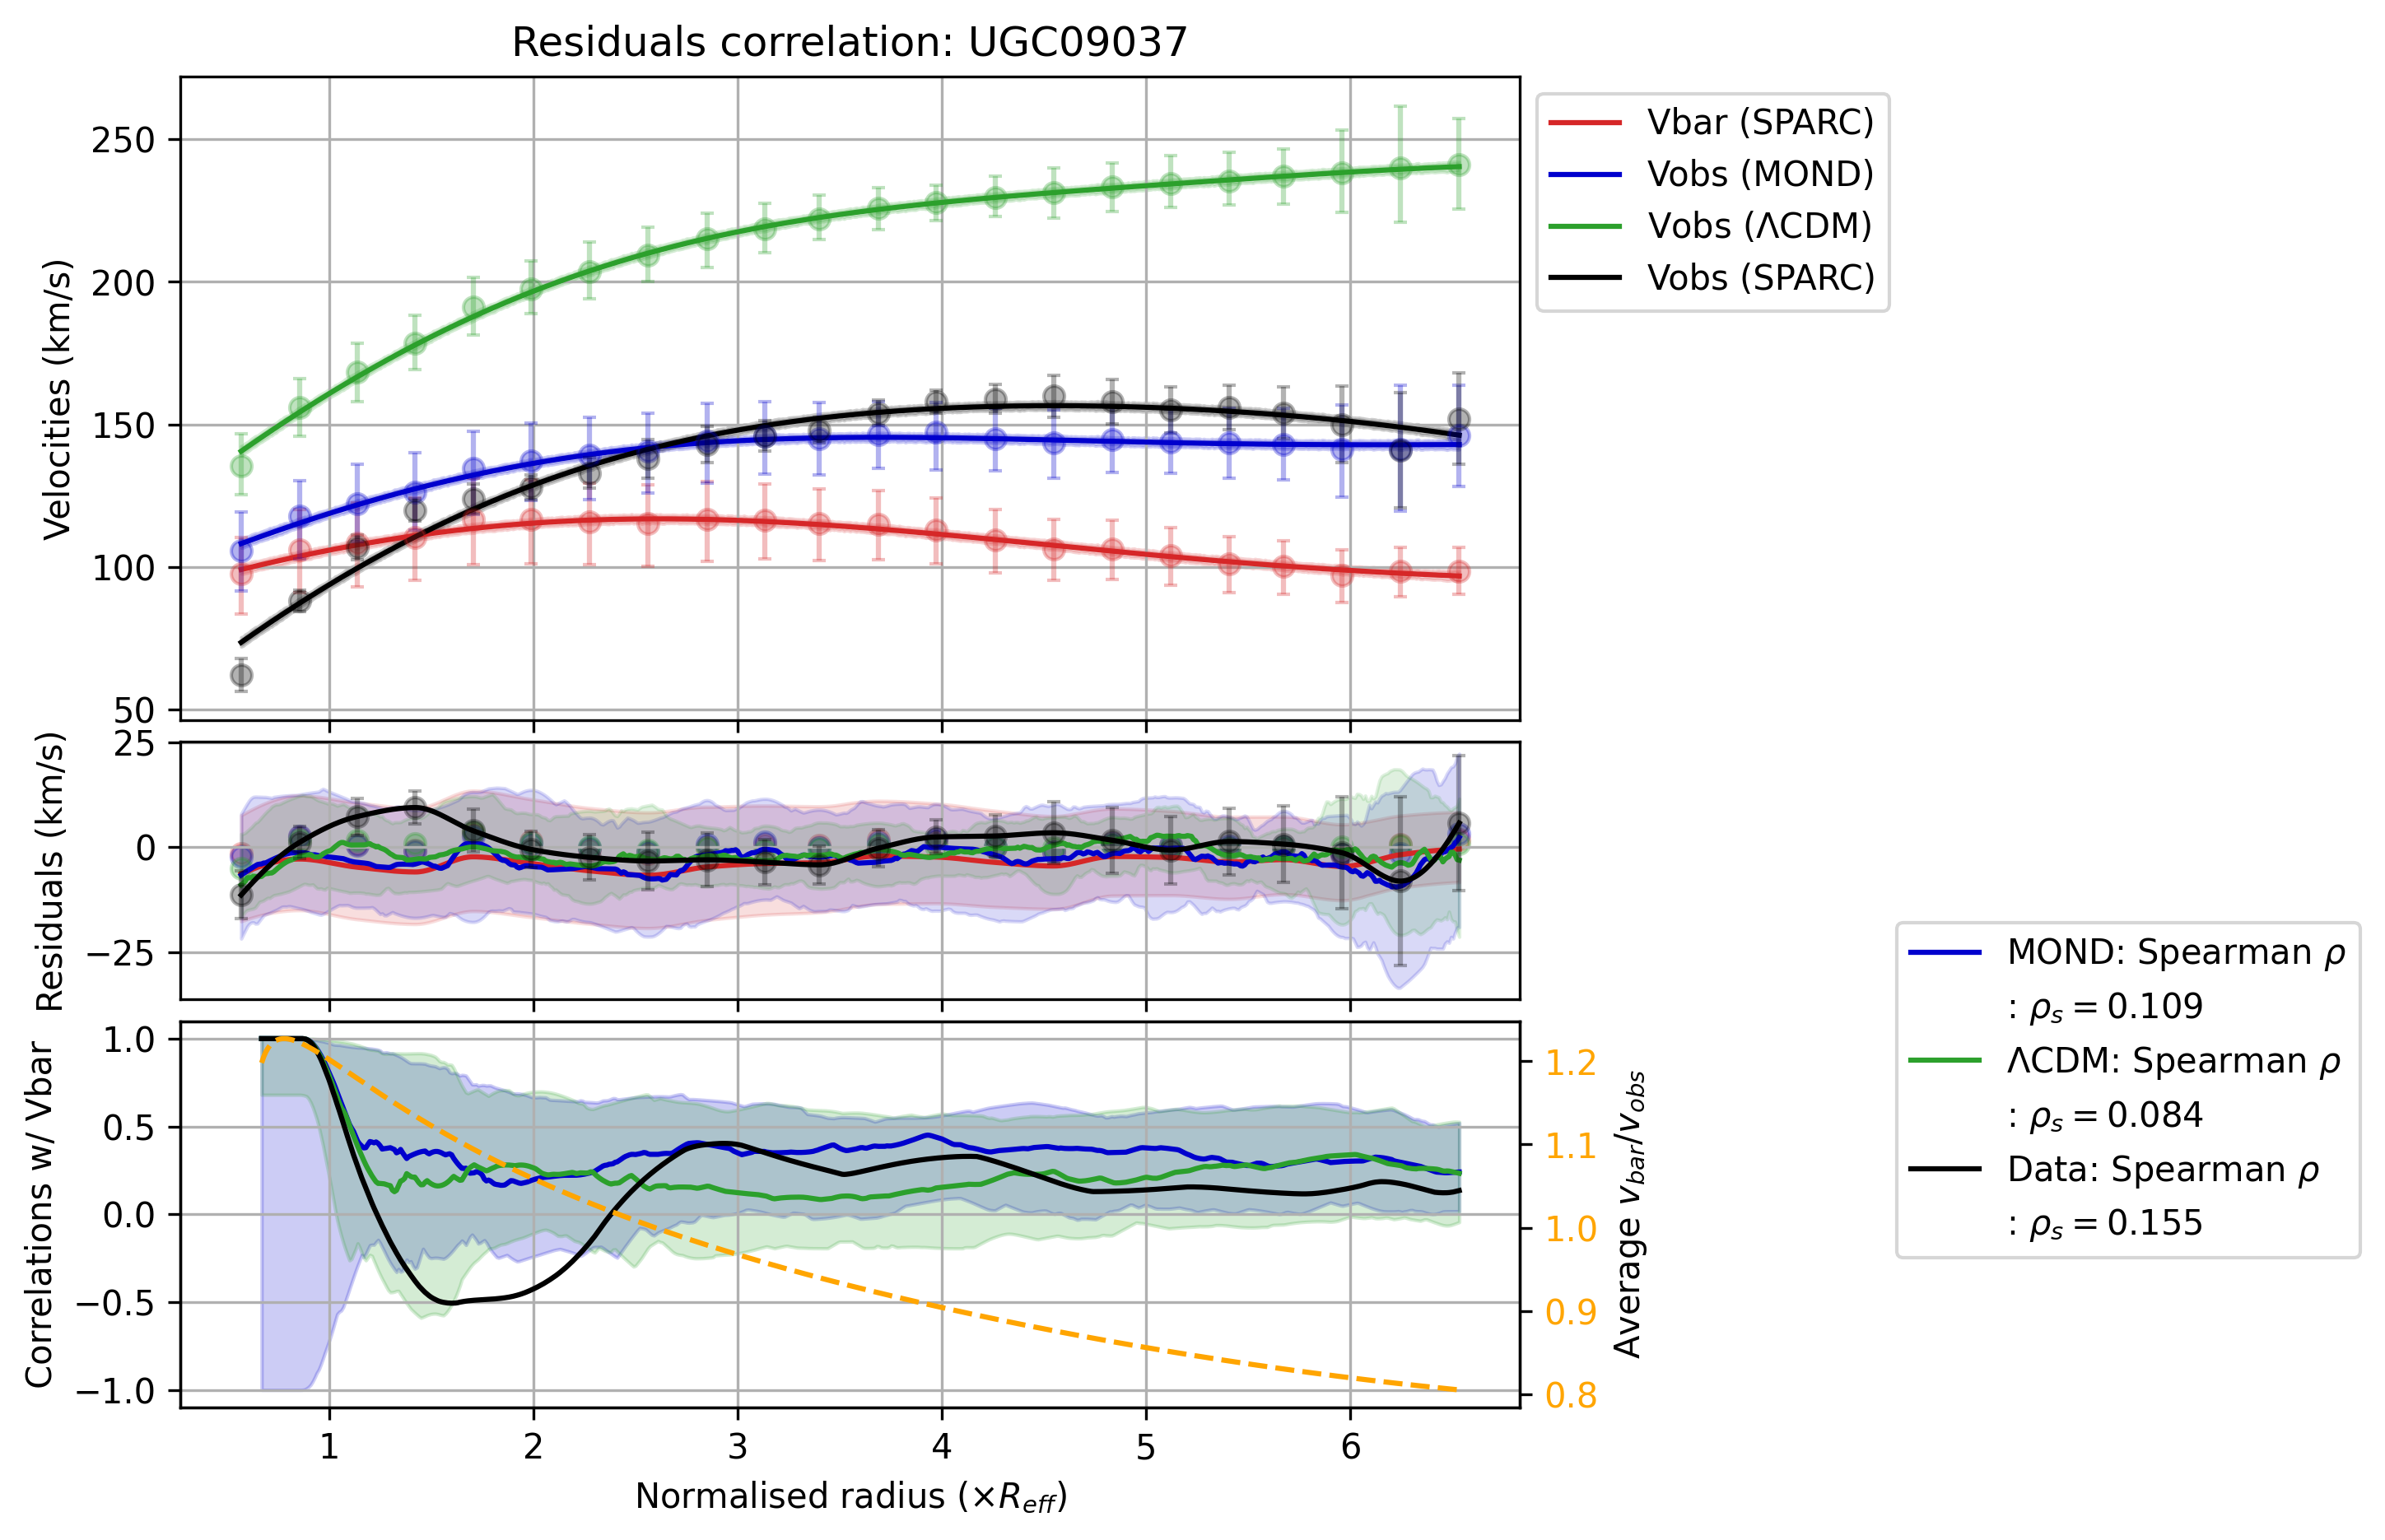 Residuals correlation: UGC09037
Velocities (km/s)
250
200
150
100
50
Vbar (SPARC)
Vobs (MOND)
Vobs (ΛCDM)
Vobs (SPARC)
Residuals (km/s)
25
0
−25
Correlations w/ Vbar
1.0
0.5
0.0
−0.5
−1.0
1.2
1.1
1.0
0.9
0.8
Average v_bar/v_obs
MOND: Spearman ρ
: ρ_s = 0.109
ΛCDM: Spearman ρ
: ρ_s = 0.084
Data: Spearman ρ
: ρ_s = 0.155
1 2 3 4 5 6
Normalised radius (×R_eff)